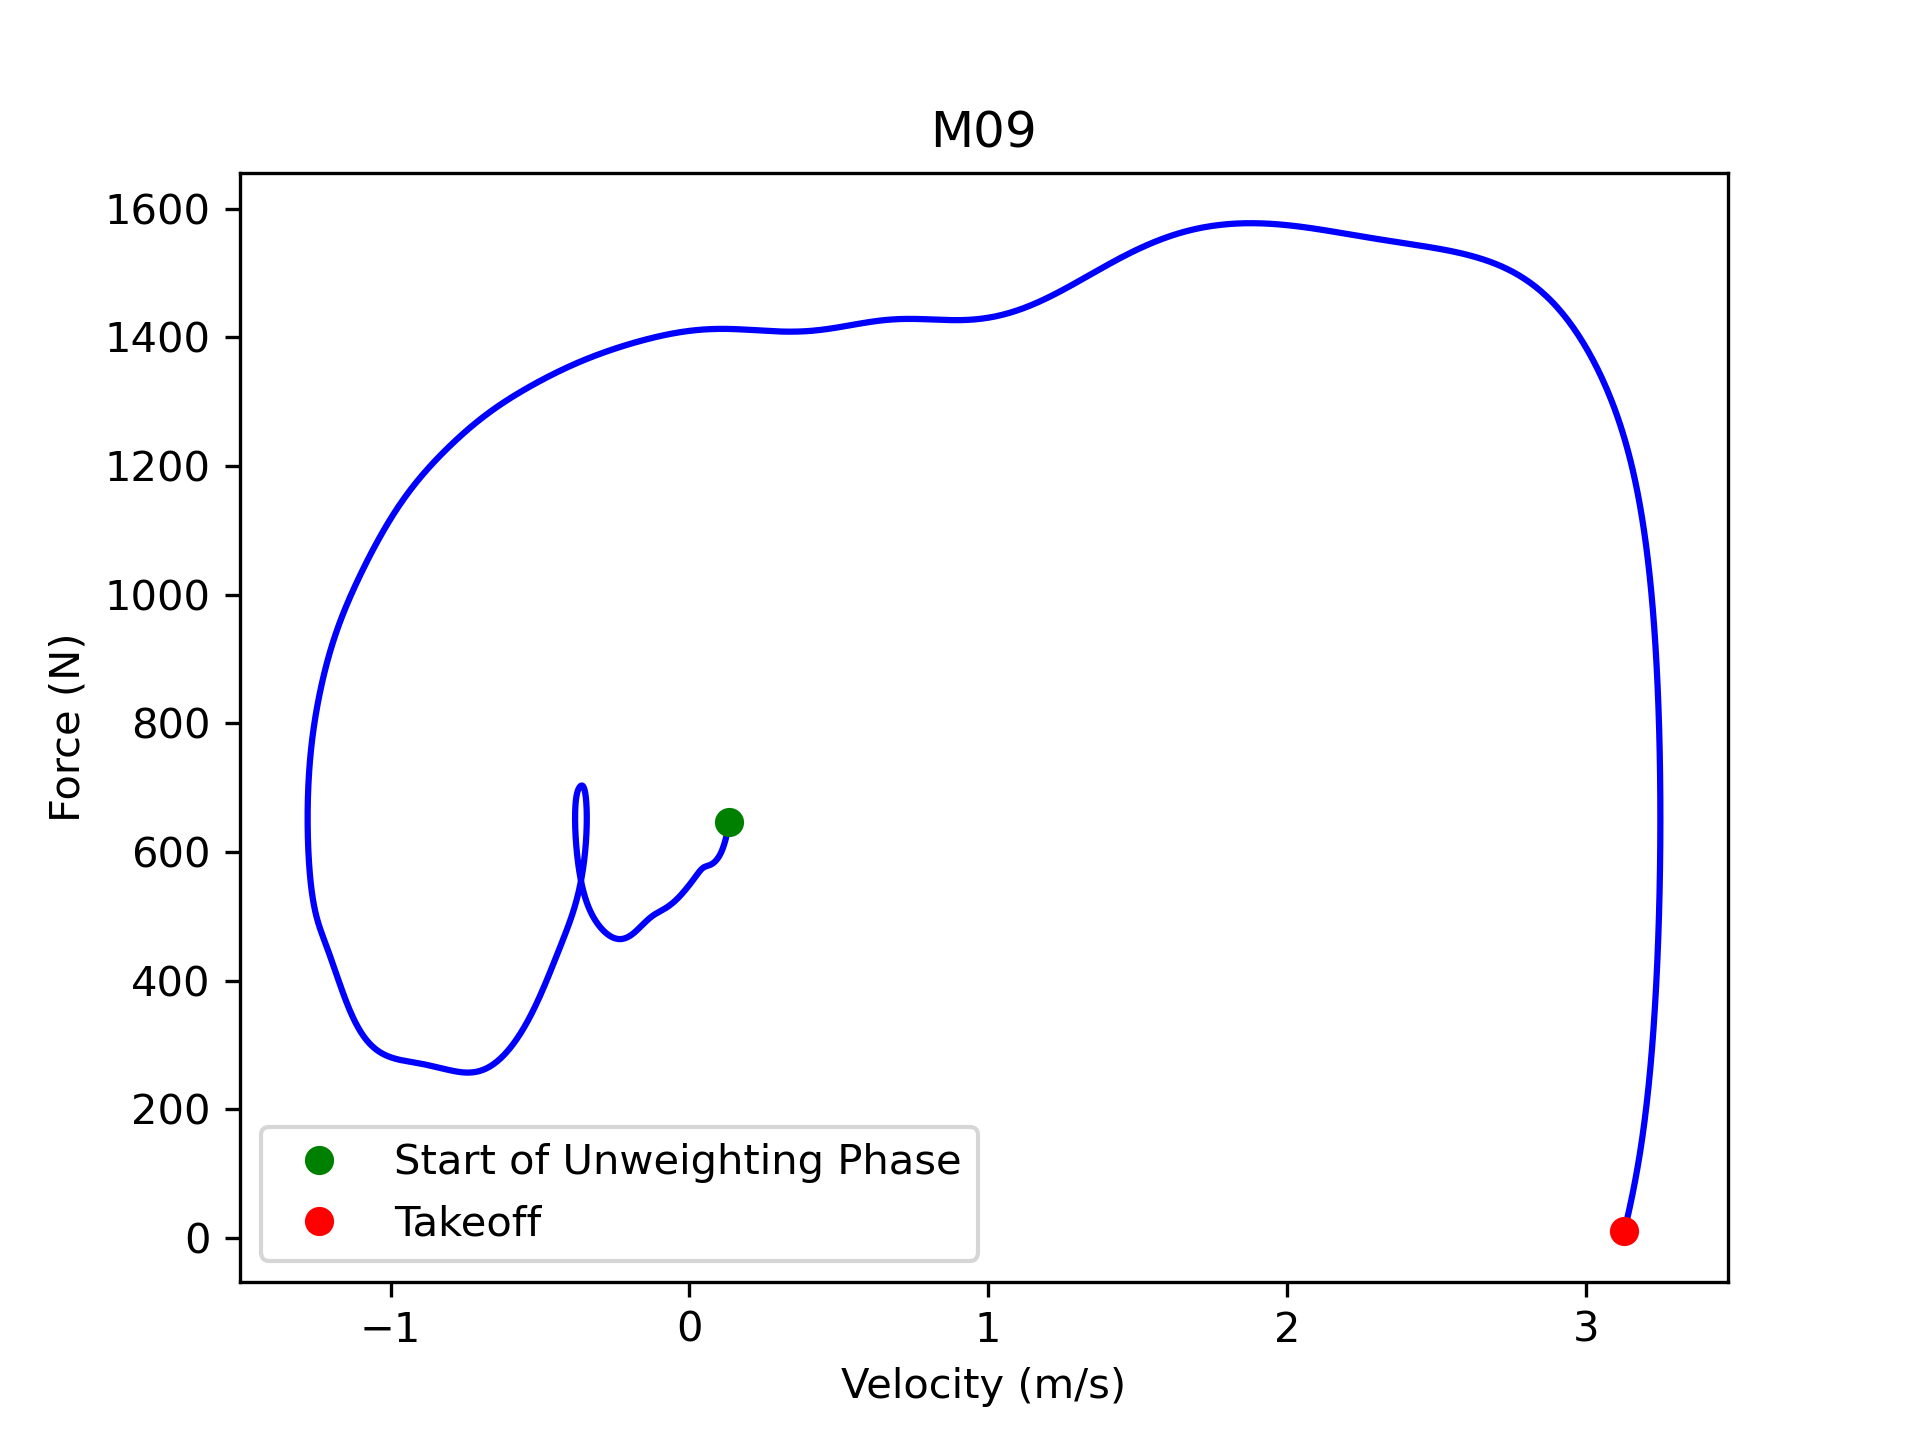 M09
1600
1400
1200
1000
800
600
400
200
0
Force (N)
Start of Unweighting Phase
Takeoff
−1 0 1 2 3
Velocity (m/s)